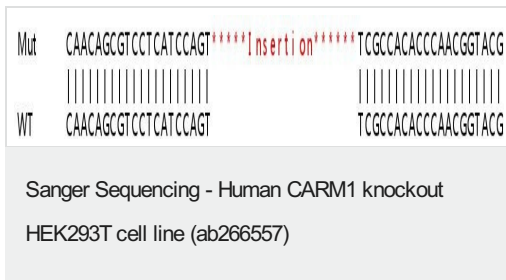 Mut CAACAGCGTCCTCATCCAGT*****Insertion******TCGCCACACCCAACGGTACG
WT CAACAGCGTCCTCATCCAGT TCGCCACACCCAACGGTACG
Sanger Sequencing - Human CARM1 knockout
HEK293T cell line (ab266557)